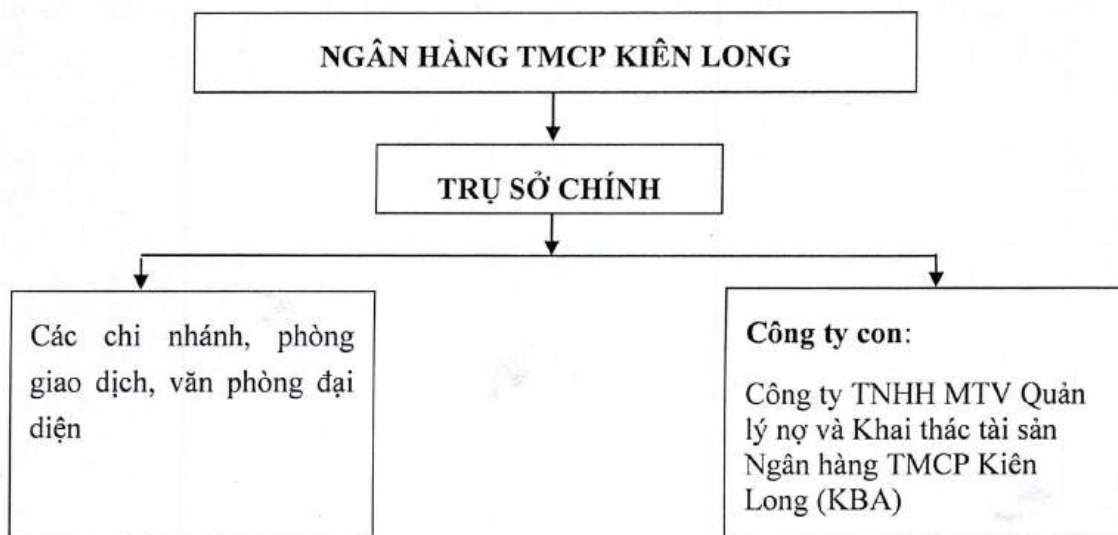 NGÂN HÀNG TMCP KIÊN LONG
TRỤ SỞ CHÍNH
Các chi nhánh, phòng
giao dịch, văn phòng đại
diện
Công ty con:
Công ty TNHH MTV Quản
lý nợ và Khai thác tài sản
Ngân hàng TMCP Kiên
Long (KBA)